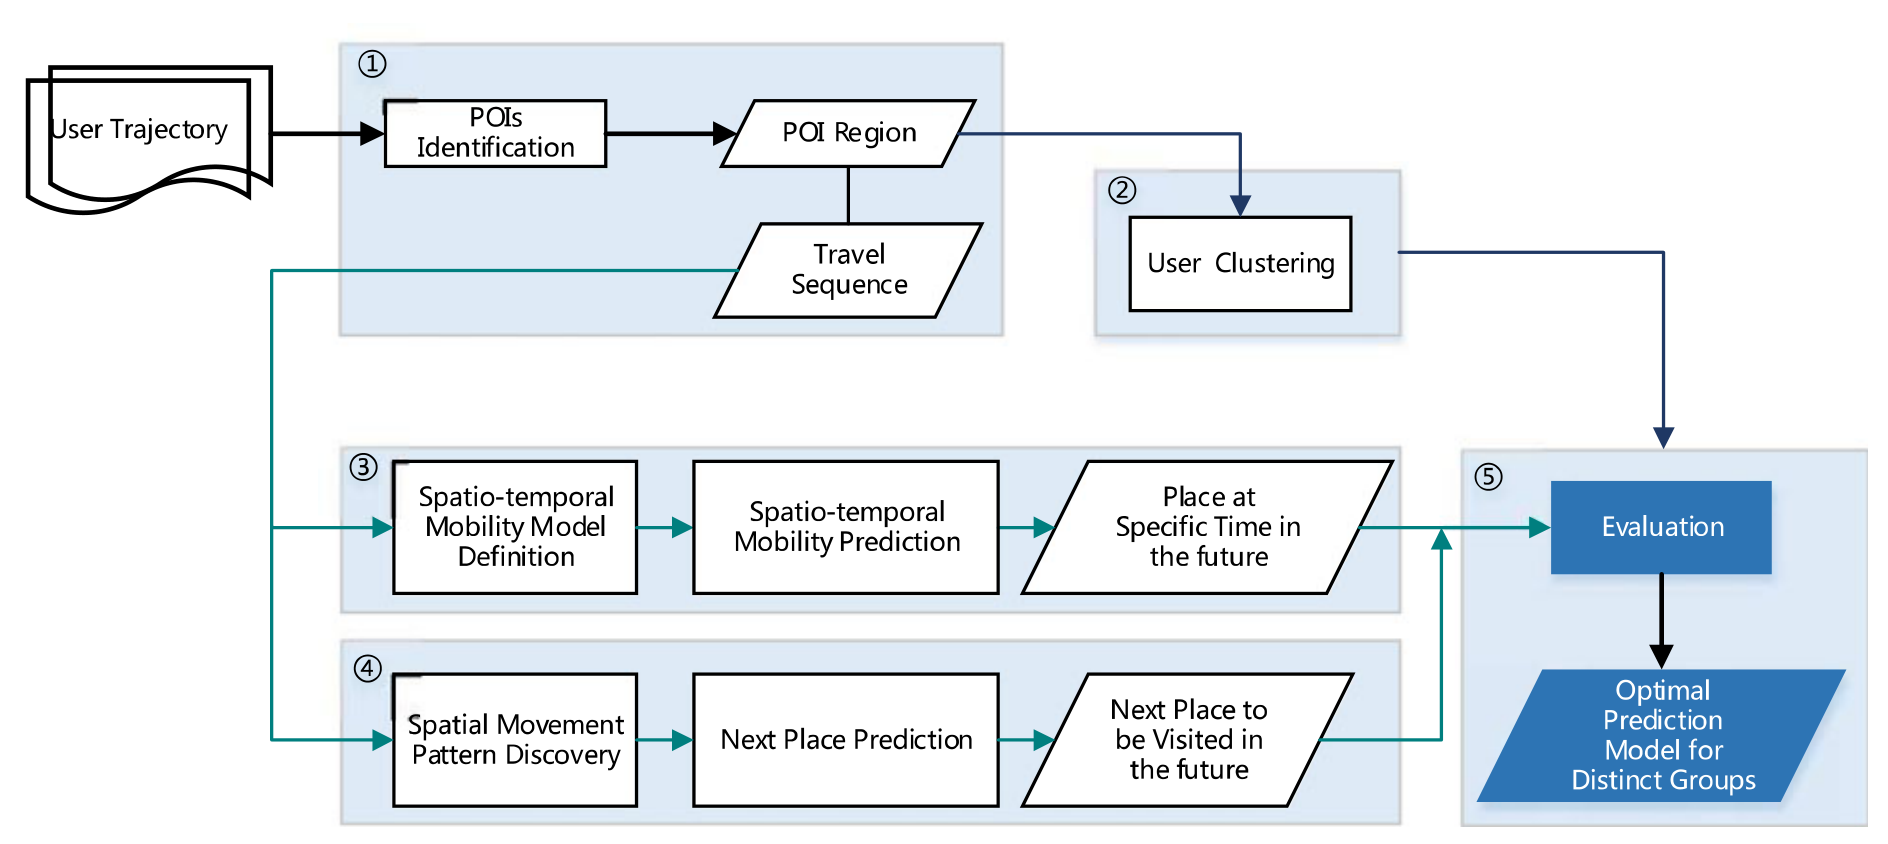 ①
User Trajectory
POIs
Identification
POI Region
Travel
Sequence
②
User Clustering
③
Spatio-temporal
Mobility Model
Definition
Spatio-temporal
Mobility Prediction
Place at
Specific Time in
the future
④
Spatial Movement
Pattern Discovery
Next Place Prediction
Next Place to
be Visited in
the future
⑤
Evaluation
Optimal
Prediction
Model for
Distinct Groups